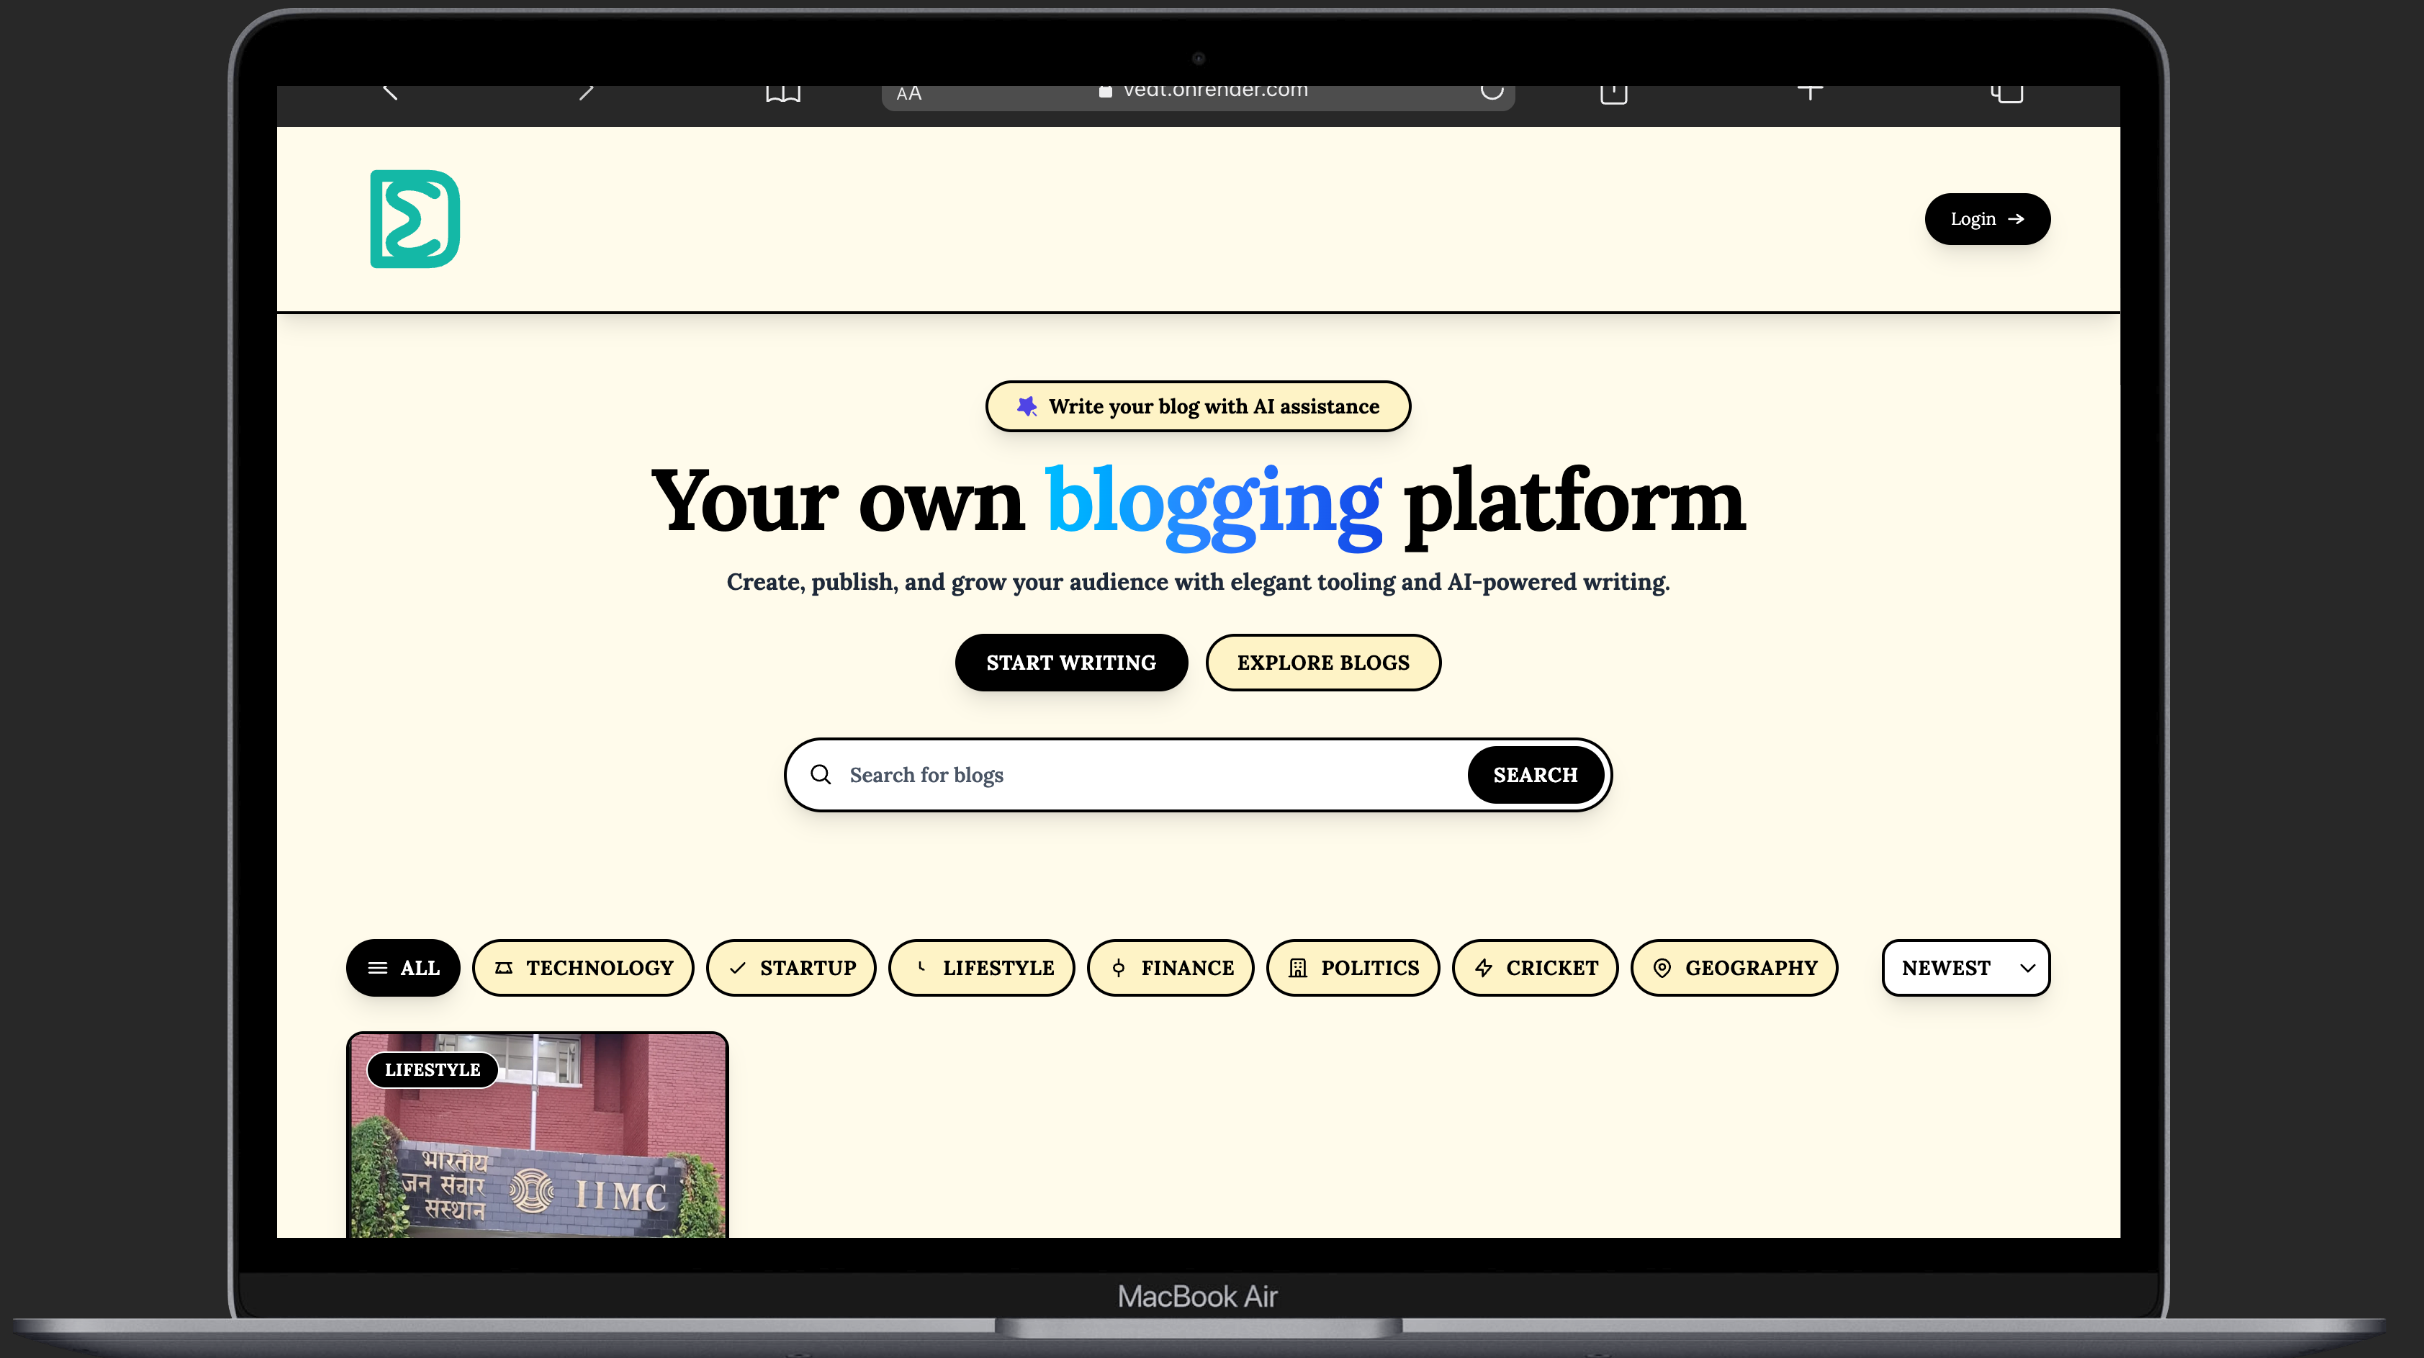 AA vedt.onrender.com
Login
Write your blog with AI assistance
Your own blogging platform
Create, publish, and grow your audience with elegant tooling and AI-powered writing.
START WRITING EXPLORE BLOGS
Search for blogs SEARCH
ALL TECHNOLOGY STARTUP LIFESTYLE FINANCE POLITICS CRICKET GEOGRAPHY NEWEST
LIFESTYLE
भारतीय
जन संचार
संस्थान
IIMC
MacBook Air